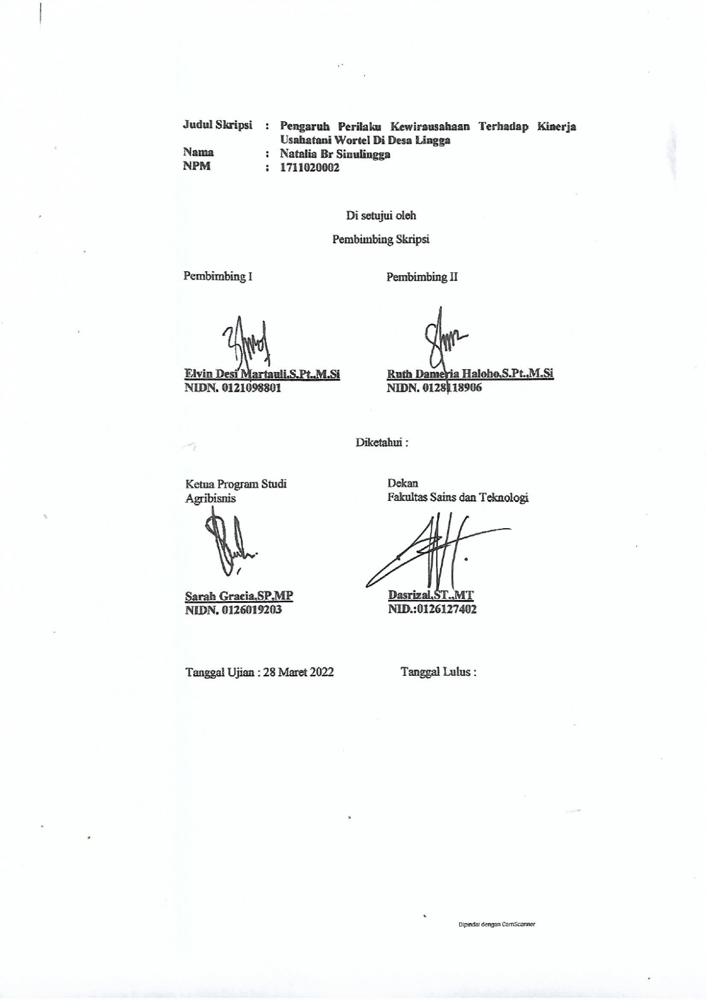 Judul Skripsi : Pengaruh Perilaku Kewirausahaan Terhadap Kinerja
Usahatani Wortel Di Desa Lingga
Nama : Natalia Br Sinulingga
NPM : 1711020002
Di setujui oleh
Pembimbing Skripsi
Pembimbing I Pembimbing II
Elvin Desi Martauli,S.Pt.,M.Si Ruth Dameria Haloho,S.Pt.,M.Si
NIDN. 0121098801 NIDN. 0128118906
Diketahui :
Ketua Program Studi Dekan
Agribisnis Fakultas Sains dan Teknologi
Sarah Gracia,SP,MP Dasrizal,ST.,MT
NIDN. 0126019203 NID.:0126127402
Tanggal Ujian : 28 Maret 2022 Tanggal Lulus :
Dipindai dengan CamScanner